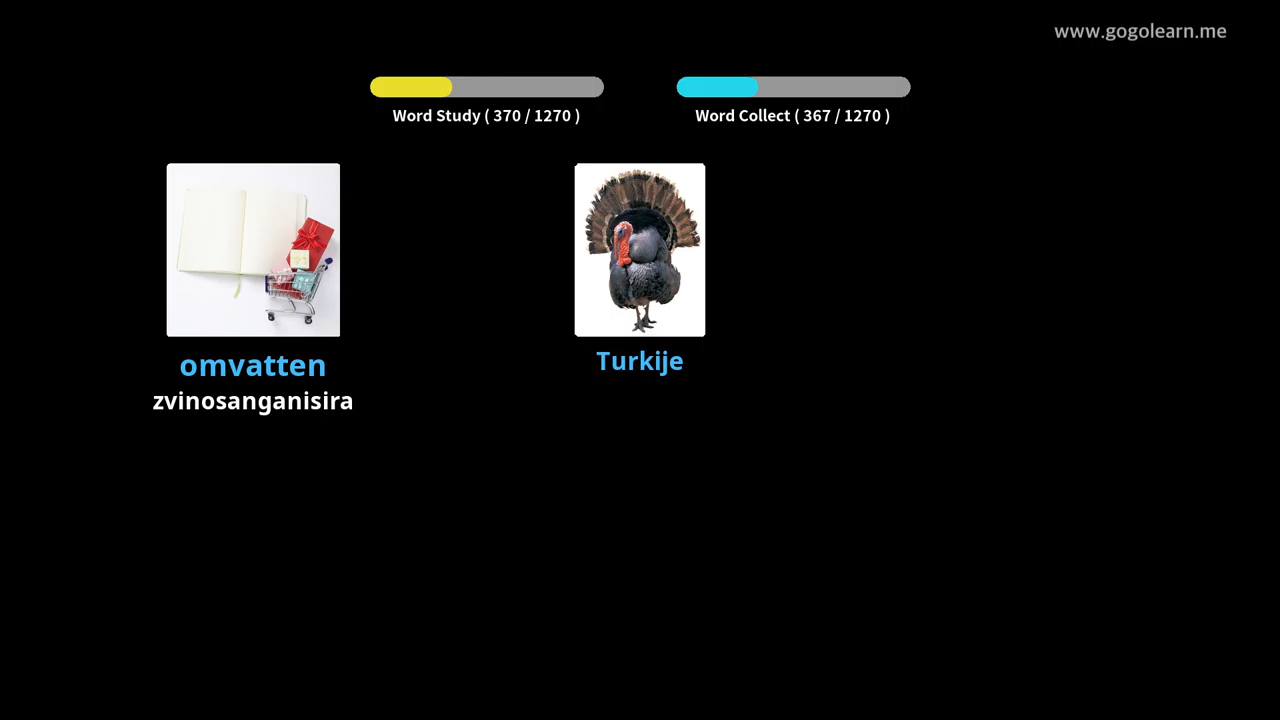 www.gogolearn.me
Word Study ( 370 / 1270 )
Word Collect ( 367 / 1270 )
omvatten
zvinosanganisira
Turkije